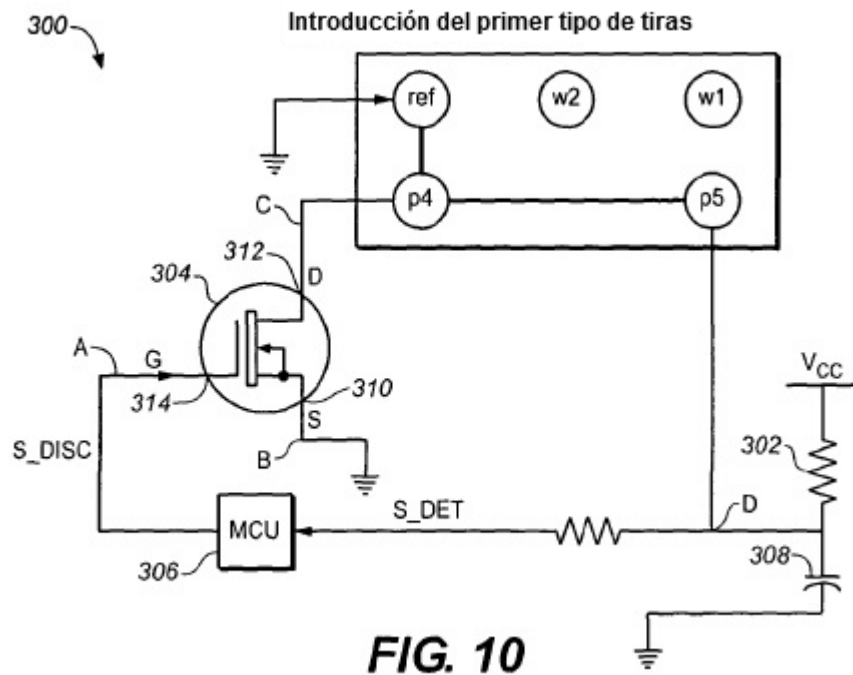 300
Introducción del primer tipo de tiras
ref
w2
w1
p4
p5
C
312
D
304
A
G
314
310
S
B
S_DISC
MCU
306
S_DET
VCC
302
D
308
FIG. 10